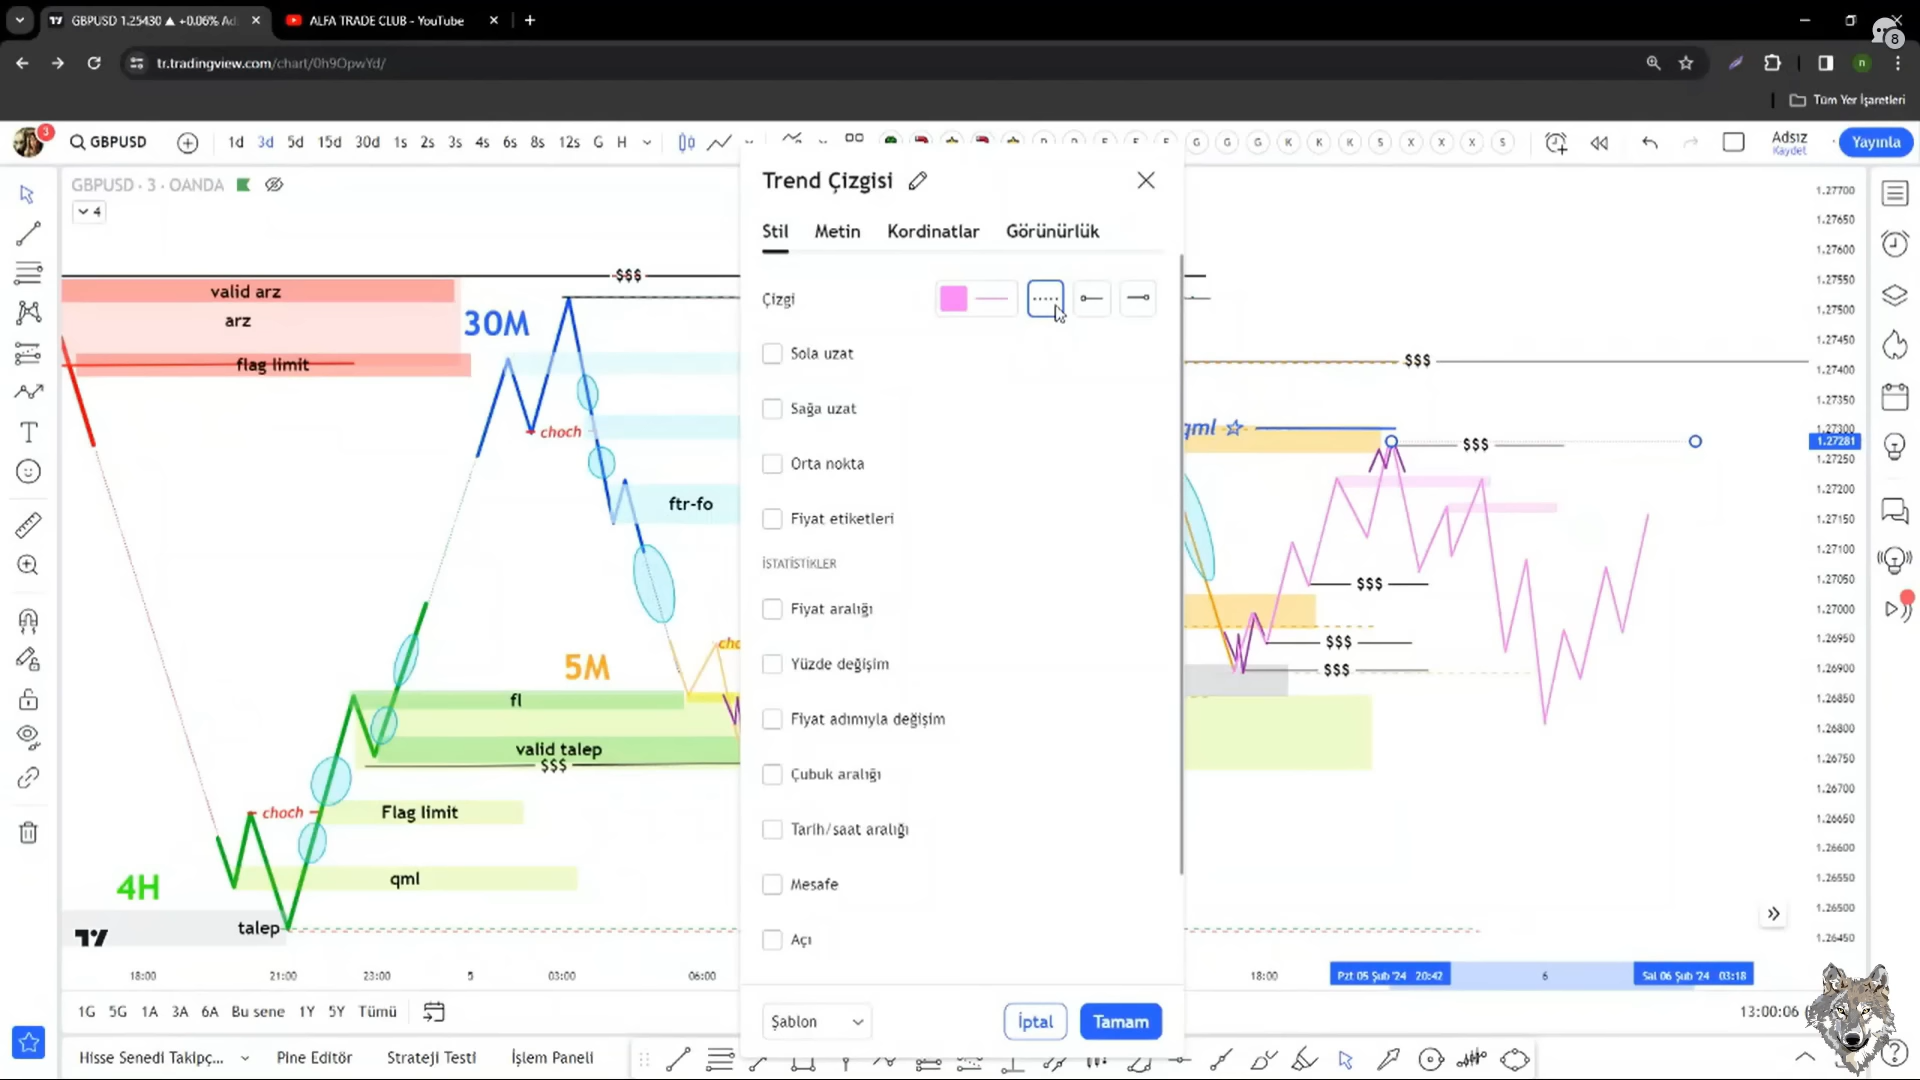 GBPUSD 1.25430 ▲ +0.06% Ad
ALFA TRADE CLUB - YouTube
8
tr.tradingview.com/chart/0h9OpwYd/
n
Tüm Yer İşaretleri
3
GBPUSD
1d 3d 5d 15d 30d 1s 2s 3s 4s 6s 8s 12s G H
G G G K K K S X X X S
Adsız
Kaydet
Yayınla
GBPUSD · 3 · OANDA
4
Trend Çizgisi
Stil Metin Kordinatlar Görünürlük
Çizgi
Sola uzat
Sağa uzat
Orta nokta
Fiyat etiketleri
İSTATİSTİKLER
Fiyat aralığı
Yüzde değişim
Fiyat adımıyla değişim
Çubuk aralığı
Tarih/saat aralığı
Mesafe
Açı
Şablon
İptal
Tamam
$$$
valid arz
arz
flag limit
30M
choch
ftr-fo
5M
fl
valid talep
$$$
choch
Flag limit
4H
qml
talep
$$$
qml
$$$
$$$
$$$
$$$
1.27700
1.27650
1.27600
1.27550
1.27500
1.27450
1.27400
1.27350
1.27300
1.27281
1.27250
1.27200
1.27150
1.27100
1.27050
1.27000
1.26950
1.26900
1.26850
1.26800
1.26750
1.26700
1.26650
1.26600
1.26550
1.26500
1.26450
18:00 21:00 23:00 5 03:00 06:00 18:00 Pzt 05 Şub '24 20:42 6 Sal 06 Şub '24 03:18
1G 5G 1A 3A 6A Bu sene 1Y 5Y Tümü
13:00:06
Hisse Senedi Takipç... Pine Editör Strateji Testi İşlem Paneli